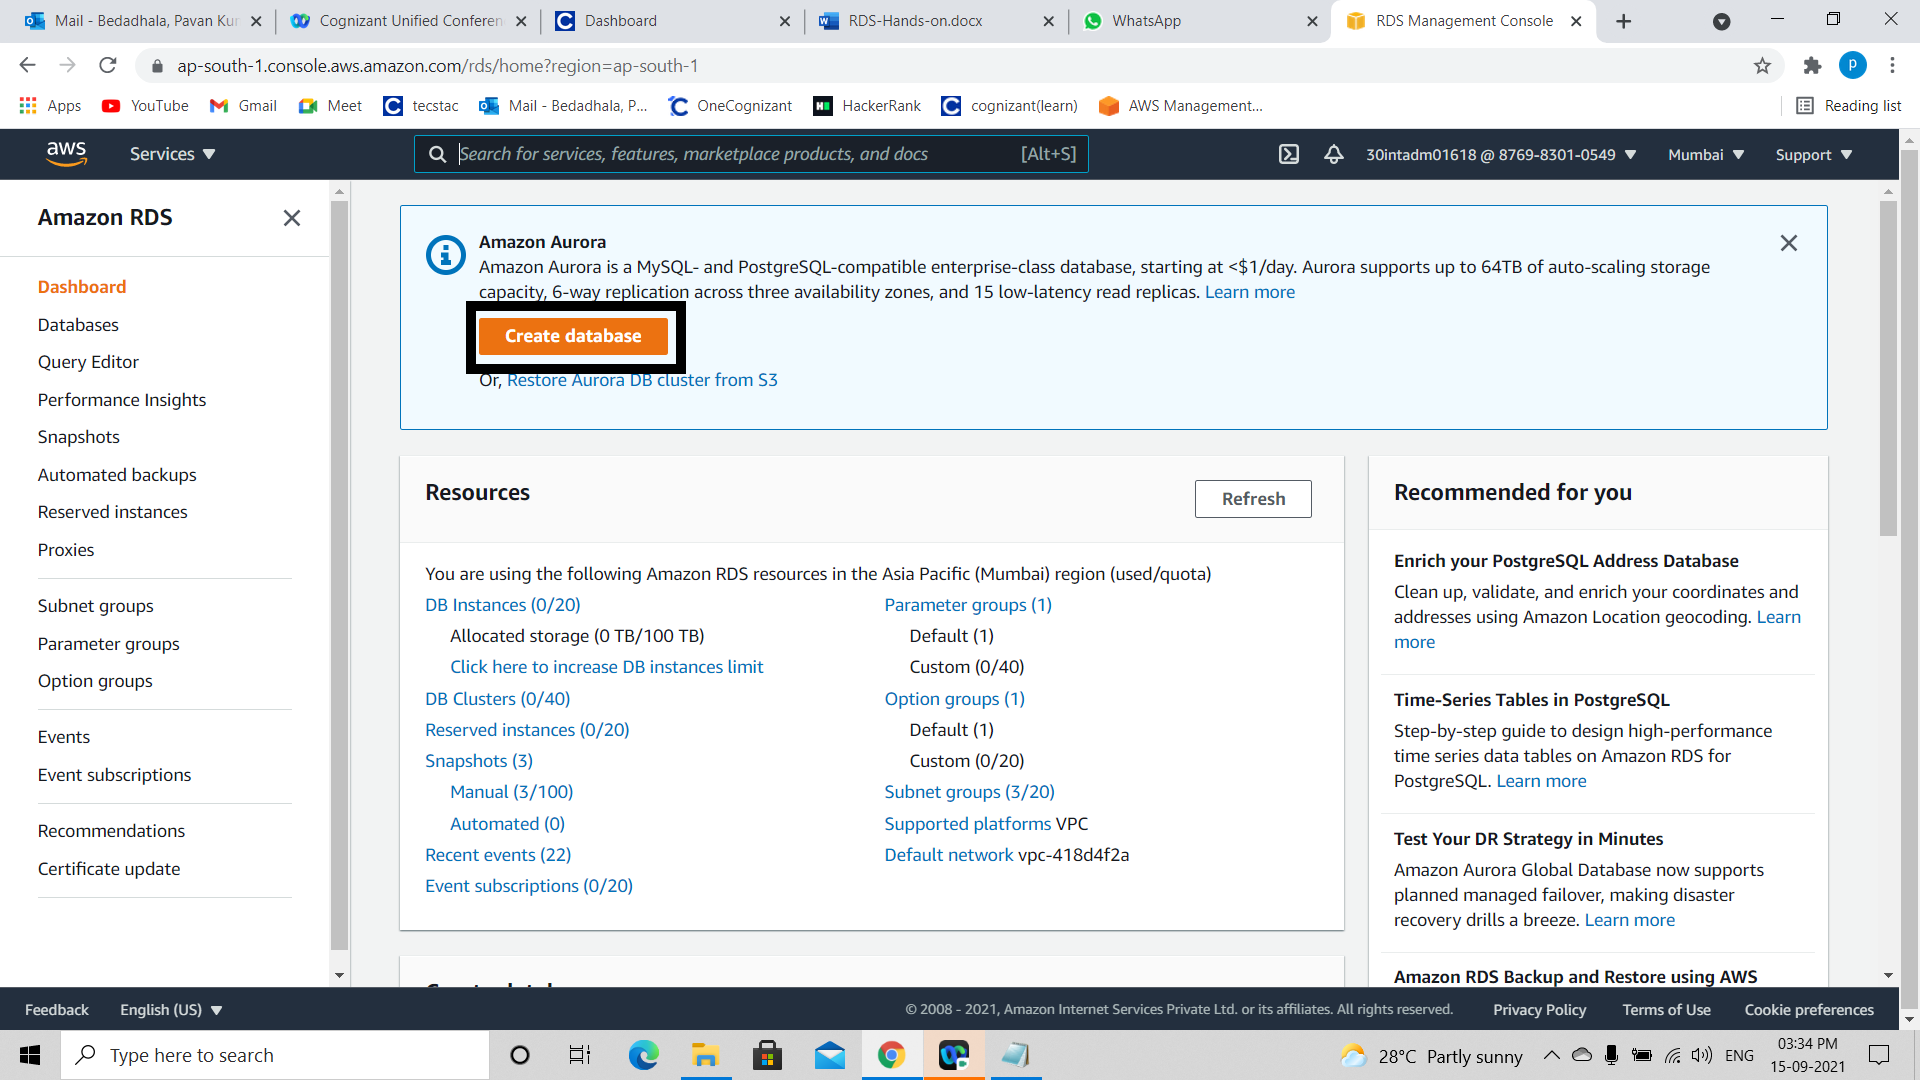 Mail - Bedadhala, Pavan Kur
Cognizant Unified Conferen
Dashboard
RDS-Hands-on.docx
WhatsApp
RDS Management Console
ap-south-1.console.aws.amazon.com/rds/home?region=ap-south-1
P
Apps
YouTube
Gmail
Meet
tecstac
Mail - Bedadhala, P...
OneCognizant
HackerRank
cognizant(learn)
AWS Management...
Reading list
aws
Services
Search for services, features, marketplace products, and docs
[Alt+S]
30intadm01618 @ 8769-8301-0549
Mumbai
Support
Amazon RDS
Dashboard
Databases
Query Editor
Performance Insights
Snapshots
Automated backups
Reserved instances
Proxies
Subnet groups
Parameter groups
Option groups
Events
Event subscriptions
Recommendations
Certificate update
Amazon Aurora
Amazon Aurora is a MySQL- and PostgreSQL-compatible enterprise-class database, starting at <$1/day. Aurora supports up to 64TB of auto-scaling storage
capacity, 6-way replication across three availability zones, and 15 low-latency read replicas. Learn more
Create database
Or, Restore Aurora DB cluster from S3
Resources
Refresh
You are using the following Amazon RDS resources in the Asia Pacific (Mumbai) region (used/quota)
DB Instances (0/20)
Allocated storage (0 TB/100 TB)
Click here to increase DB instances limit
DB Clusters (0/40)
Reserved instances (0/20)
Snapshots (3)
Manual (3/100)
Automated (0)
Recent events (22)
Event subscriptions (0/20)
Parameter groups (1)
Default (1)
Custom (0/40)
Option groups (1)
Default (1)
Custom (0/20)
Subnet groups (3/20)
Supported platforms VPC
Default network vpc-418d4f2a
Recommended for you
Enrich your PostgreSQL Address Database
Clean up, validate, and enrich your coordinates and
addresses using Amazon Location geocoding. Learn
more
Time-Series Tables in PostgreSQL
Step-by-step guide to design high-performance
time series data tables on Amazon RDS for
PostgreSQL. Learn more
Test Your DR Strategy in Minutes
Amazon Aurora Global Database now supports
planned managed failover, making disaster
recovery drills a breeze. Learn more
Amazon RDS Backup and Restore using AWS
Feedback
English (US)
© 2008 - 2021, Amazon Internet Services Private Ltd. or its affiliates. All rights reserved.
Privacy Policy
Terms of Use
Cookie preferences
Type here to search
28°C Partly sunny
ENG
03:34 PM
15-09-2021